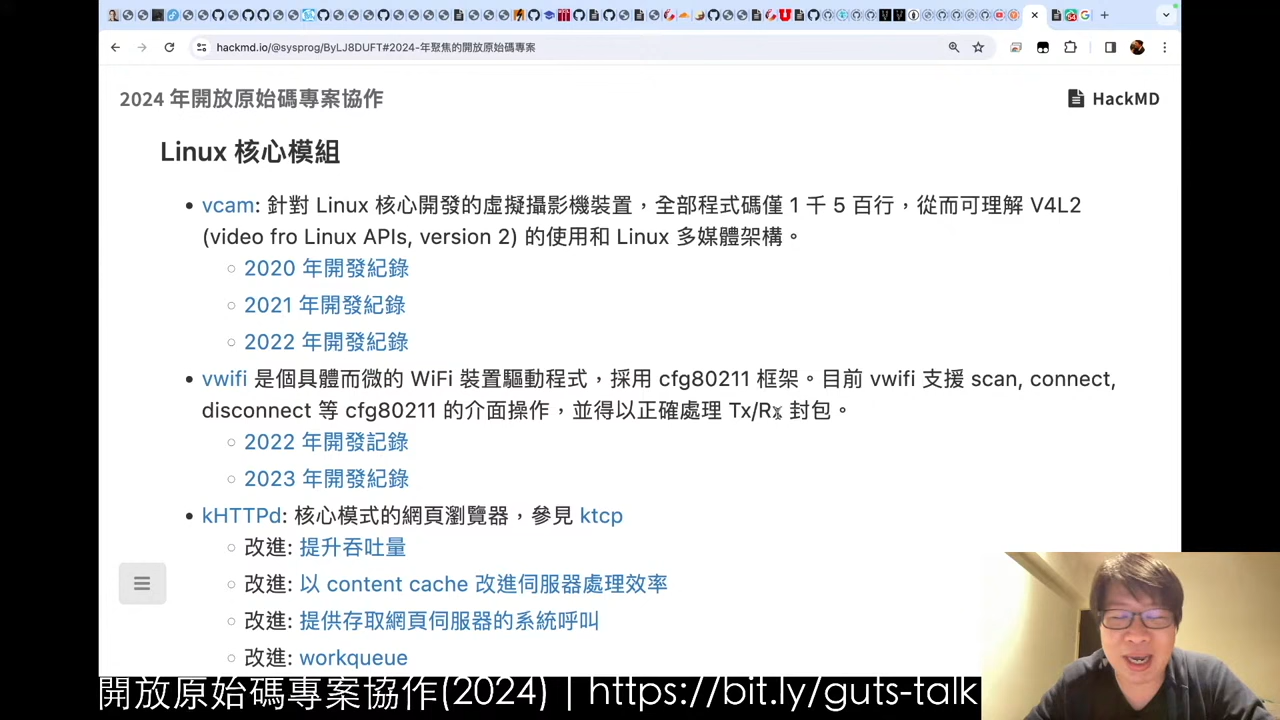 hackmd.io/@sysprog/ByLJ8DUFT#2024-年聚焦的開放原始碼專案
2024 年開放原始碼專案協作
HackMD
Linux 核心模組
vcam: 針對 Linux 核心開發的虛擬攝影機裝置，全部程式碼僅 1 千 5 百行，從而可理解 V4L2
(video fro Linux APIs, version 2) 的使用和 Linux 多媒體架構。
2020 年開發紀錄
2021 年開發紀錄
2022 年開發紀錄
vwifi 是個具體而微的 WiFi 裝置驅動程式，採用 cfg80211 框架。目前 vwifi 支援 scan, connect,
disconnect 等 cfg80211 的介面操作，並得以正確處理 Tx/Rx 封包。
2022 年開發記錄
2023 年開發紀錄
kHTTPd: 核心模式的網頁瀏覽器，參見 ktcp
改進: 提升吞吐量
改進: 以 content cache 改進伺服器處理效率
改進: 提供存取網頁伺服器的系統呼叫
改進: workqueue
開放原始碼專案協作(2024) | https://bit.ly/guts-talk